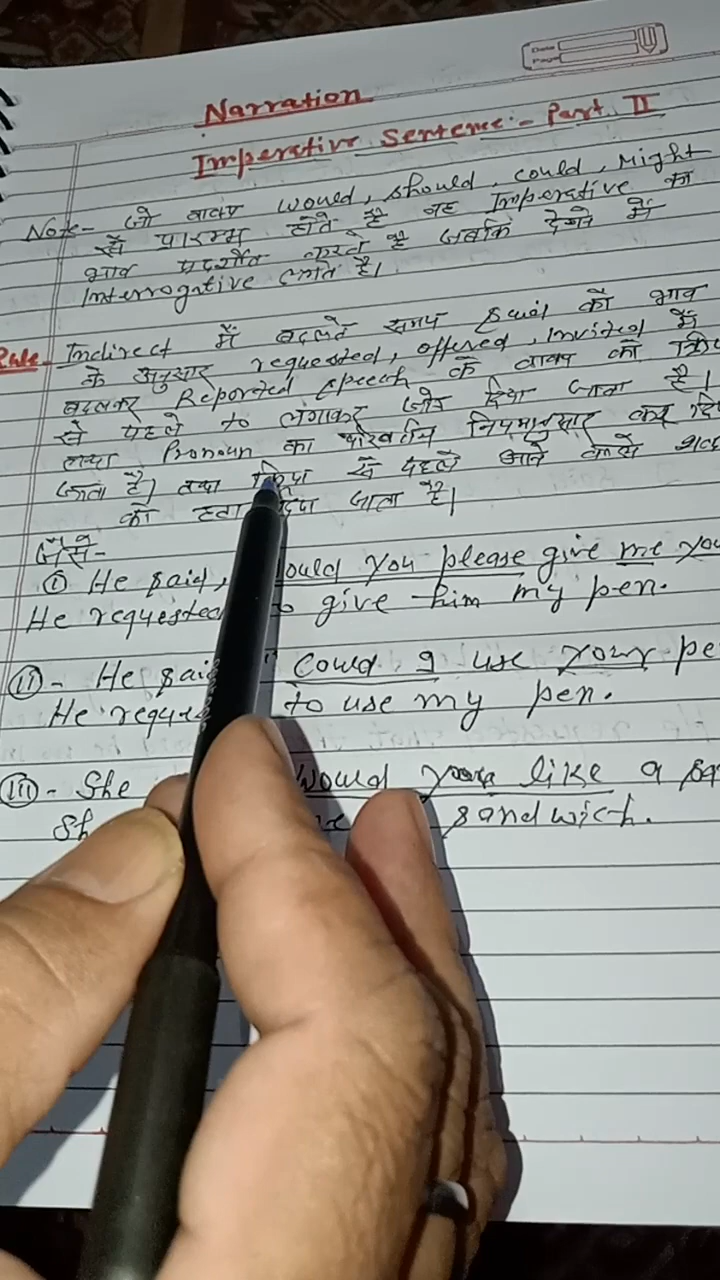 Date
Page
Narration
Imperative Sentence:- Part II
Note- जो वाक्य would, should, could, Might
से प्रारम्भ होते हैं वह Imperative का
भाव प्रदर्शित करते हैं जबकि देखने में
Interrogative लगते हैं।
Rule- Indirect में बदलते समय said को भाव
के अनुसार requested, offered, invited में
बदलकर Reported speech के वाक्य को
से पहले to लगाकर जोड़ दिया जाता है।
तथा Pronoun का परिवर्तन नियमानुसार कर
जाता है। तथा क्रिया से पहले आने वाले
को हटा दिया जाता है।
जैसे-
(i) He said, would you please give me you
He requested to give him my pen.
(ii) - He said " Could I use your pe
He reque to use my pen.
(iii) - She would you like a
sh sandwich.